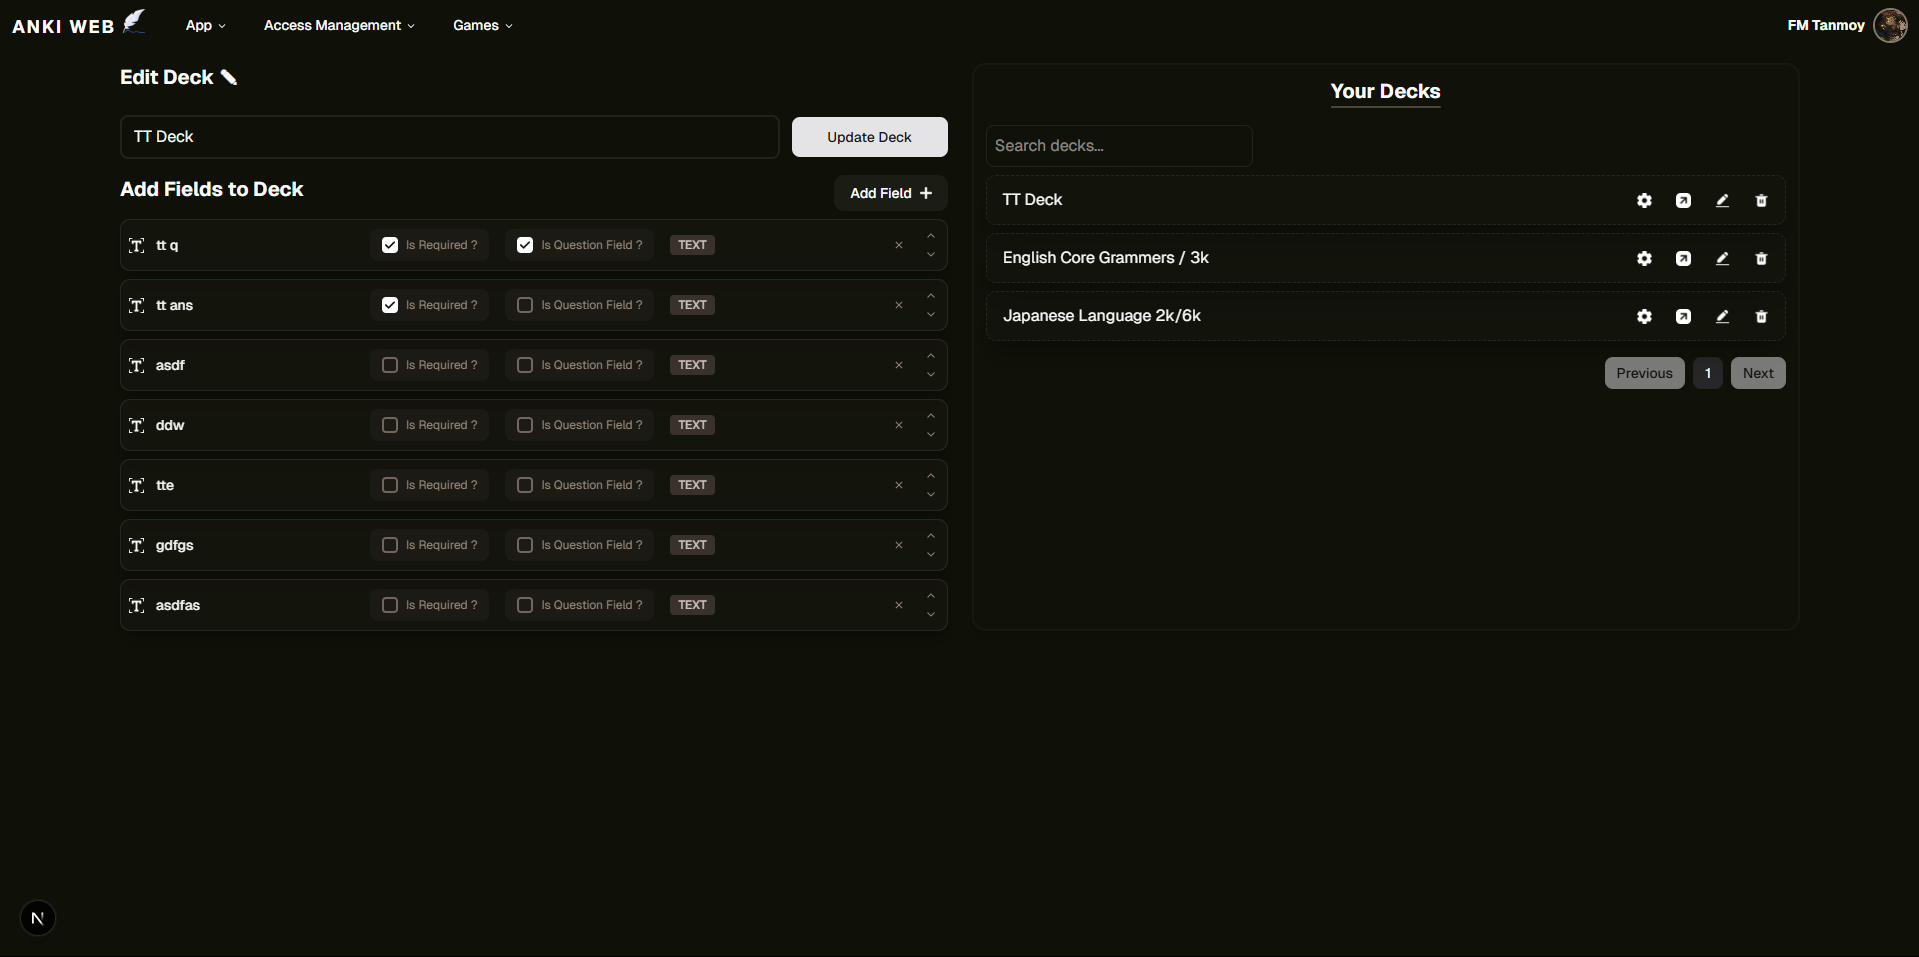 ANKI WEB
App
Access Management
Games
FM Tanmoy
Edit Deck
TT Deck
Update Deck
Add Fields to Deck
Add Field
tt q Is Required ? Is Question Field ? TEXT
tt ans Is Required ? Is Question Field ? TEXT
asdf Is Required ? Is Question Field ? TEXT
ddw Is Required ? Is Question Field ? TEXT
tte Is Required ? Is Question Field ? TEXT
gdfgs Is Required ? Is Question Field ? TEXT
asdfas Is Required ? Is Question Field ? TEXT
Your Decks
Search decks...
TT Deck
English Core Grammers / 3k
Japanese Language 2k/6k
Previous 1 Next
N